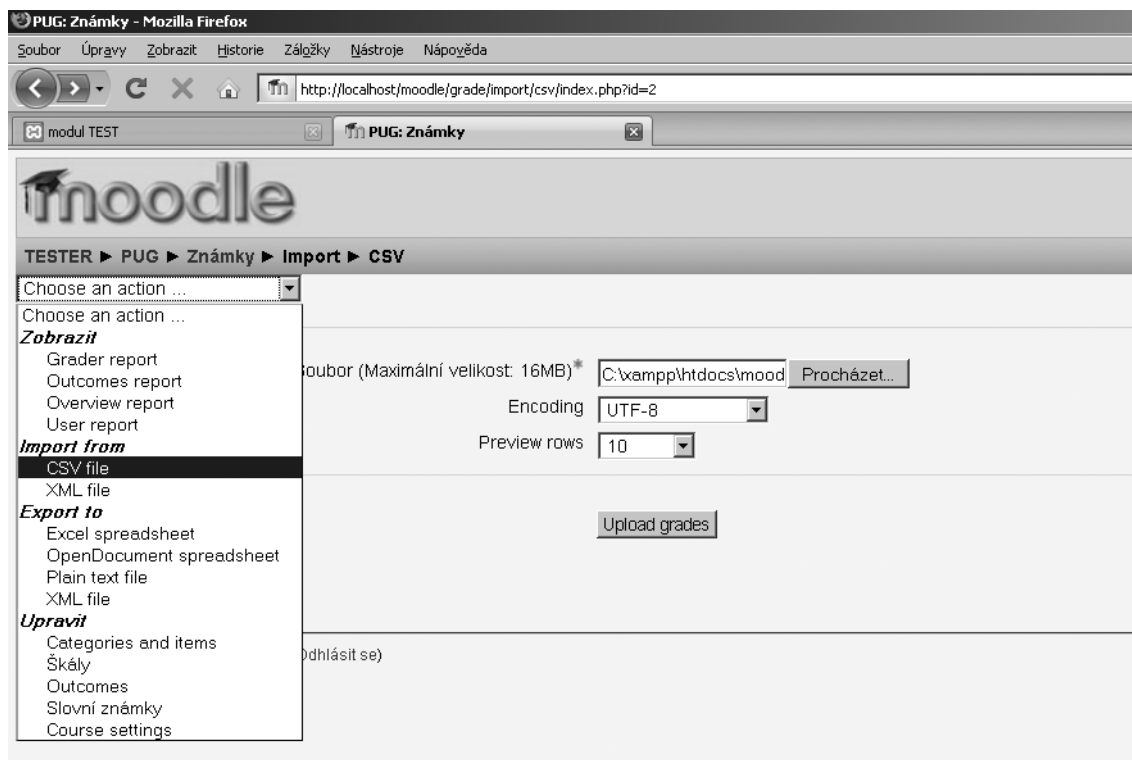 PUG: Známky - Mozilla Firefox
Soubor Úpravy Zobrazit Historie Záložky Nástroje Nápověda
http://localhost/moodle/grade/import/csv/index.php?id=2
modul TEST PUG: Známky
moodle
TESTER ► PUG ► Známky ► Import ► CSV
Choose an action ...
Choose an action ...
Zobrazit
Grader report
Outcomes report
Overview report
User report
Import from
CSV file
XML file
Export to
Excel spreadsheet
OpenDocument spreadsheet
Plain text file
XML file
Upravit
Categories and items
Škály
Outcomes
Slovní známky
Course settings
Soubor (Maximální velikost: 16MB)* C:\xampp\htdocs\mood Procházet...
Encoding UTF-8
Preview rows 10
Upload grades
Odhlásit se)